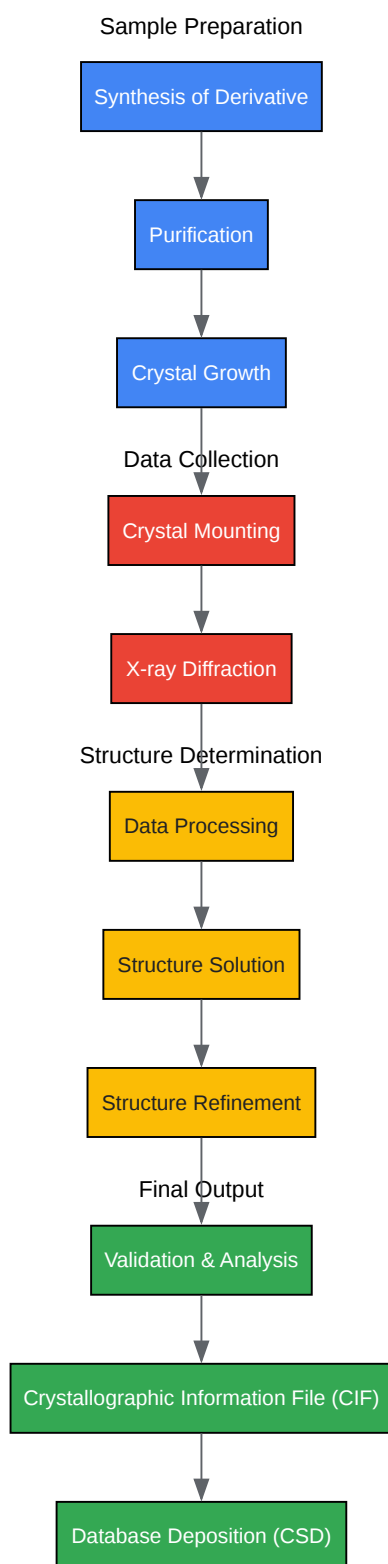 Sample Preparation
Synthesis of Derivative
Purification
Crystal Growth
Data Collection
Crystal Mounting
X-ray Diffraction
Structure Determination
Data Processing
Structure Solution
Structure Refinement
Final Output
Validation & Analysis
Crystallographic Information File (CIF)
Database Deposition (CSD)